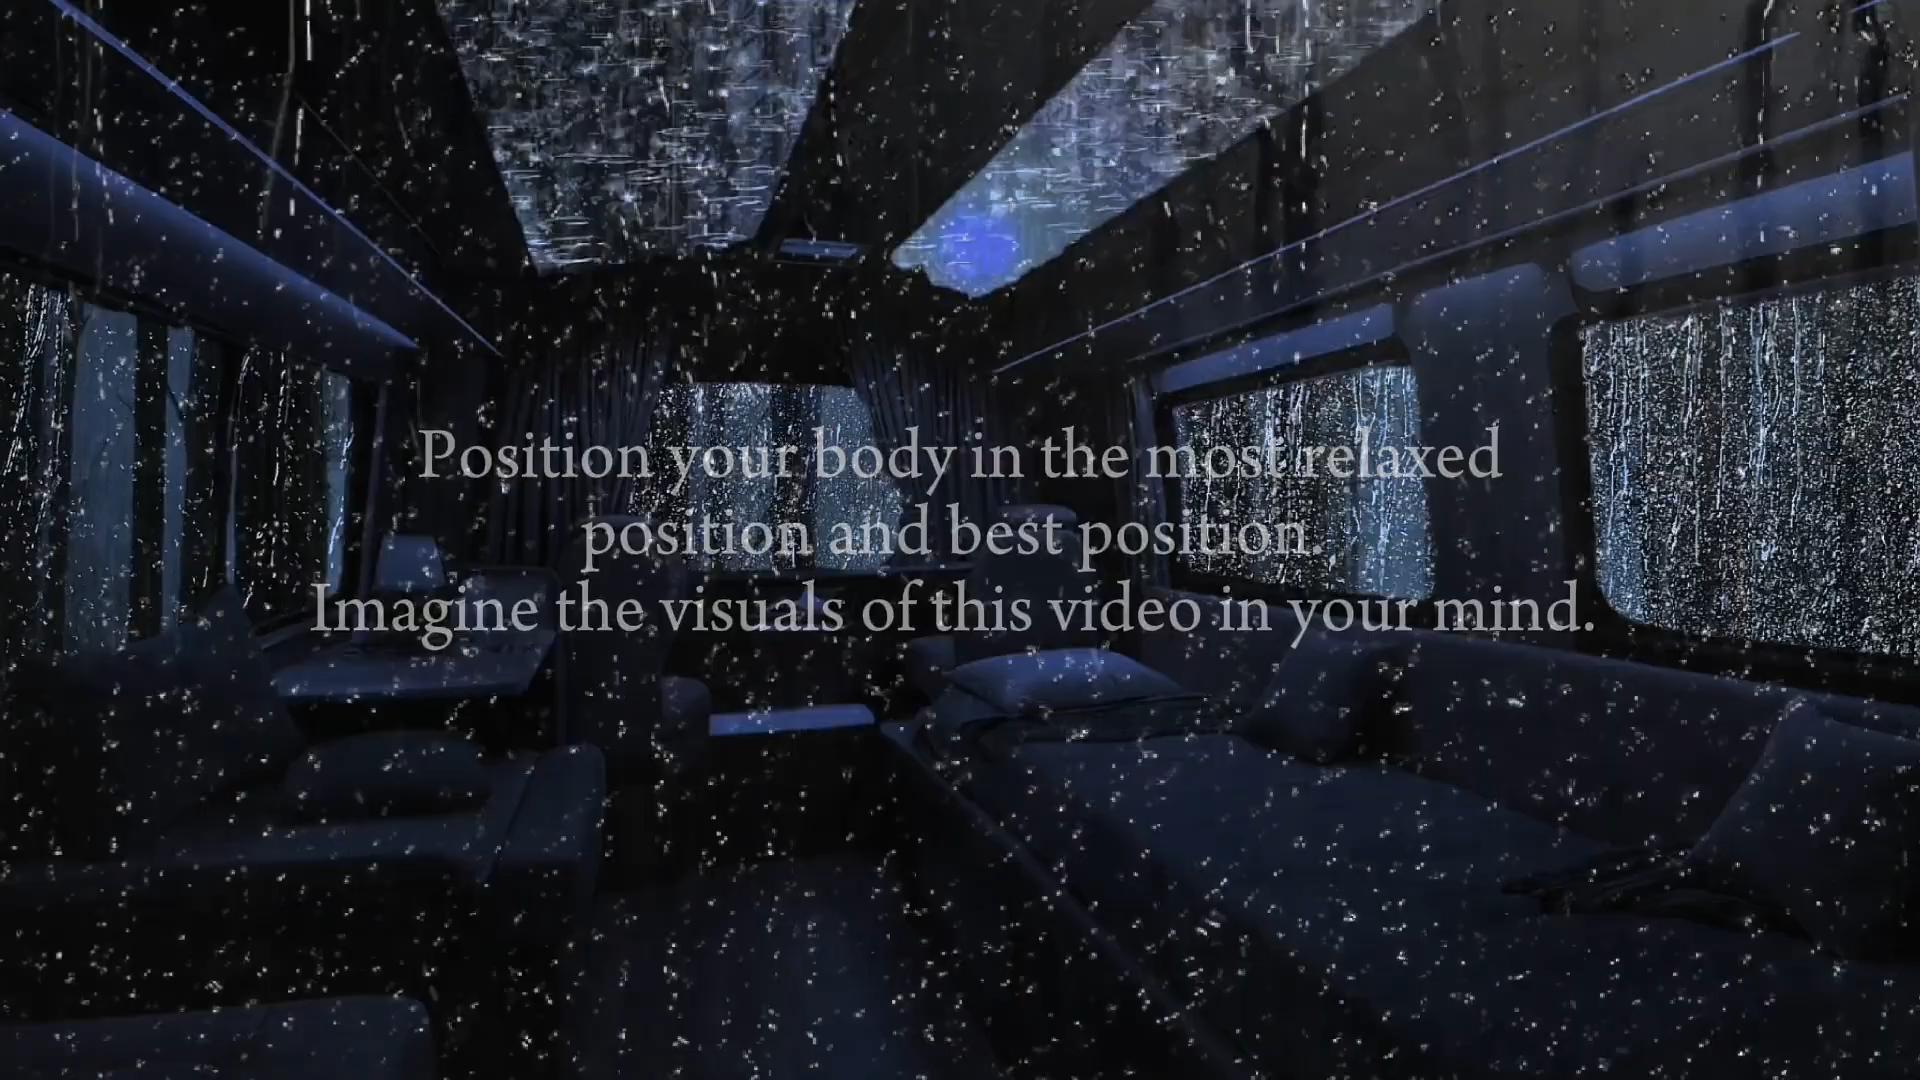 Position your body in the most relaxed
position and best position.
Imagine the visuals of this video in your mind.